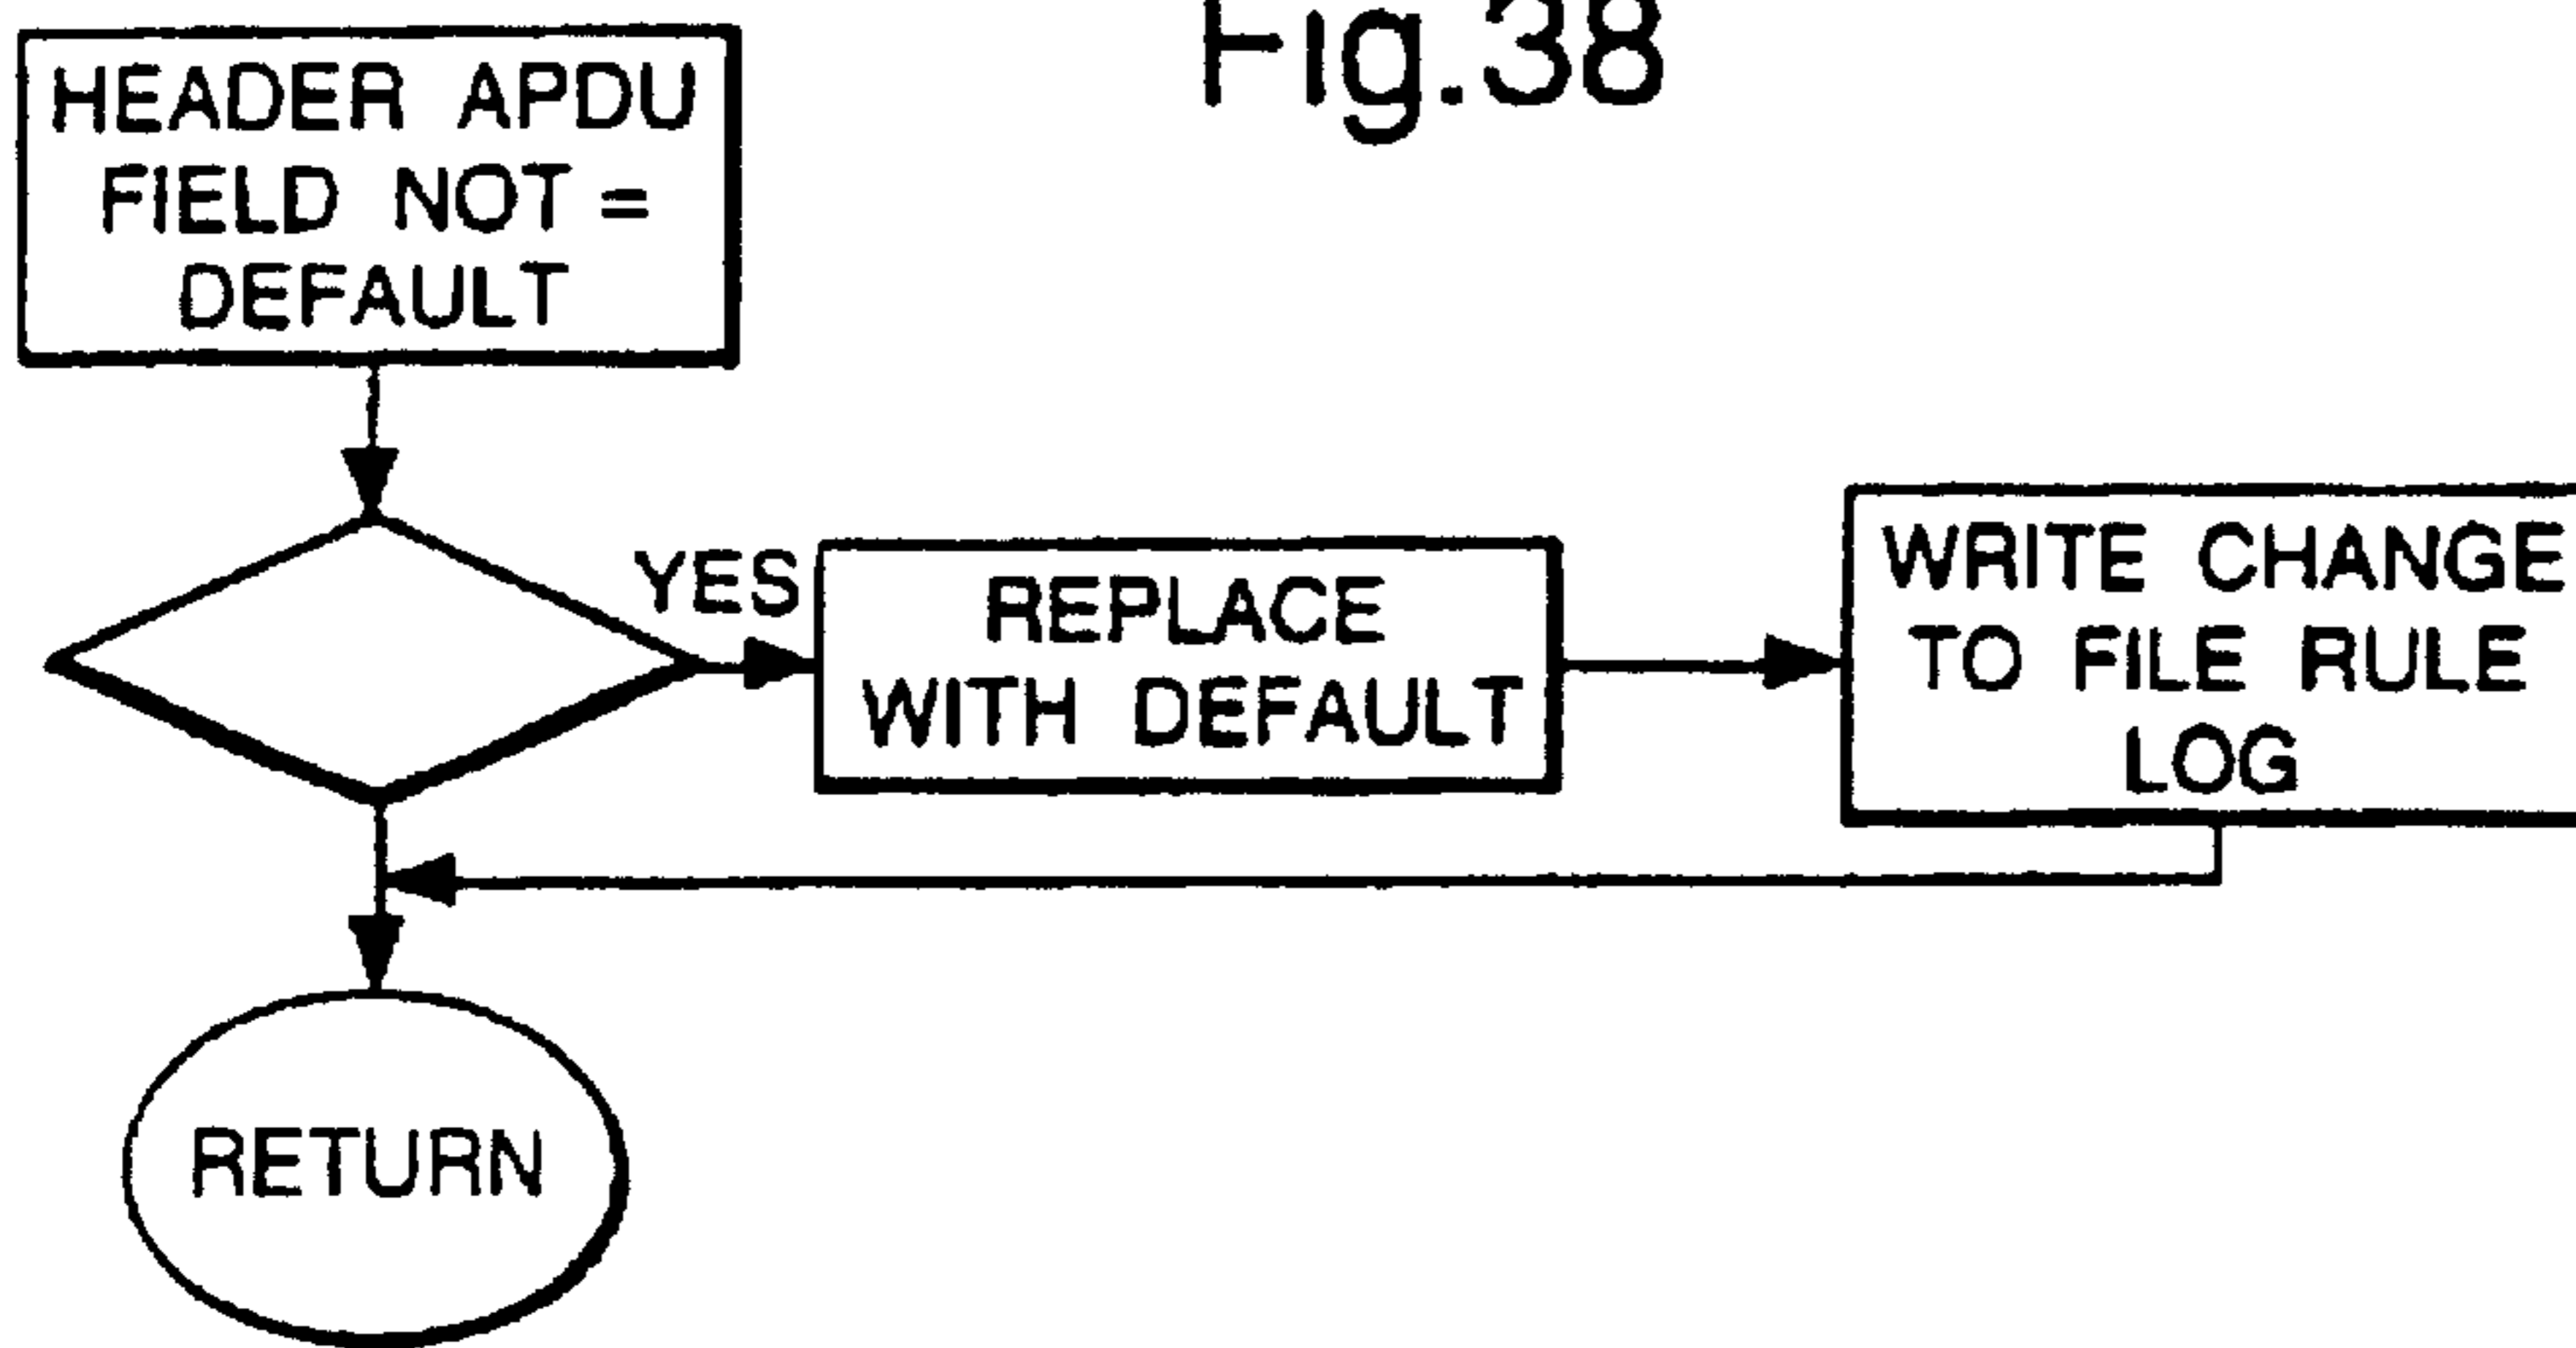 Fig.38
HEADER APDU
FIELD NOT =
DEFAULT
YES
REPLACE
WITH DEFAULT
WRITE CHANGE
TO FILE RULE
LOG
RETURN